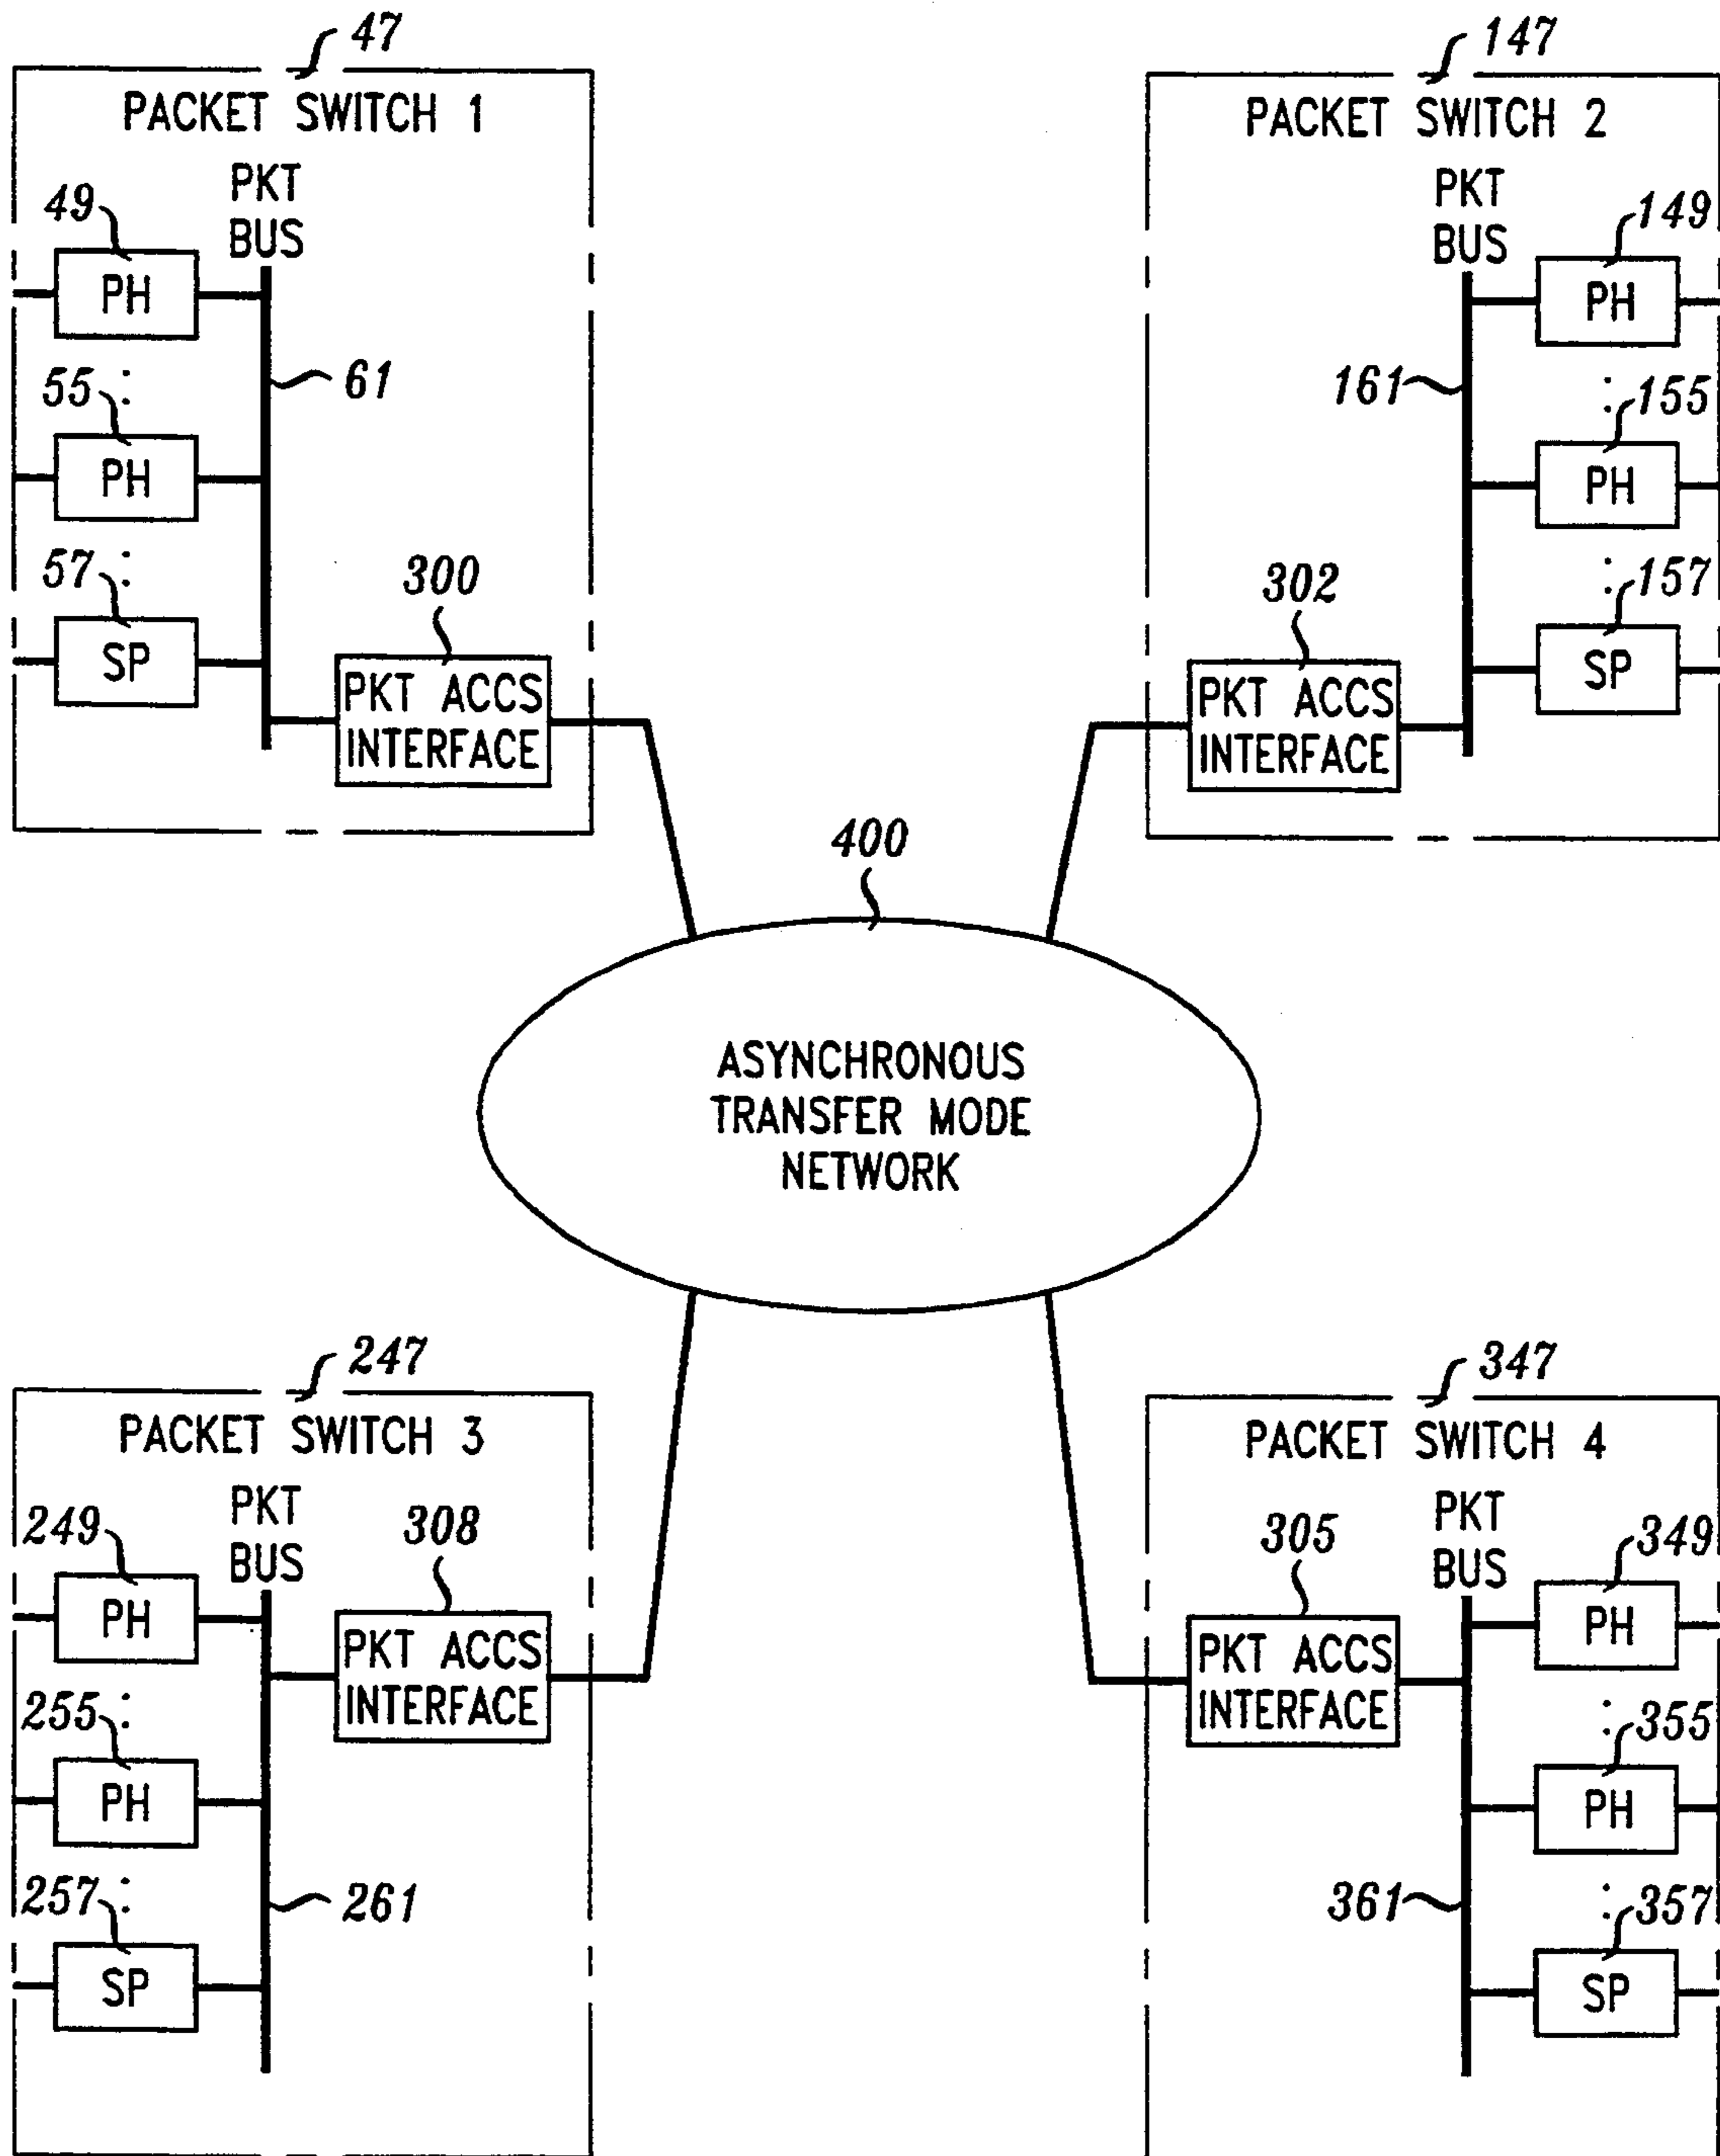 47
PACKET SWITCH 1
PKT
BUS
49
PH
61
55
PH
57
SP
300
PKT ACCS
INTERFACE
147
PACKET SWITCH 2
PKT
BUS
149
PH
161
155
PH
157
SP
302
PKT ACCS
INTERFACE
400
ASYNCHRONOUS
TRANSFER MODE
NETWORK
247
PACKET SWITCH 3
PKT
BUS
249
PH
308
PKT ACCS
INTERFACE
255
PH
257
SP
261
347
PACKET SWITCH 4
PKT
BUS
305
PKT ACCS
INTERFACE
349
PH
355
PH
361
357
SP